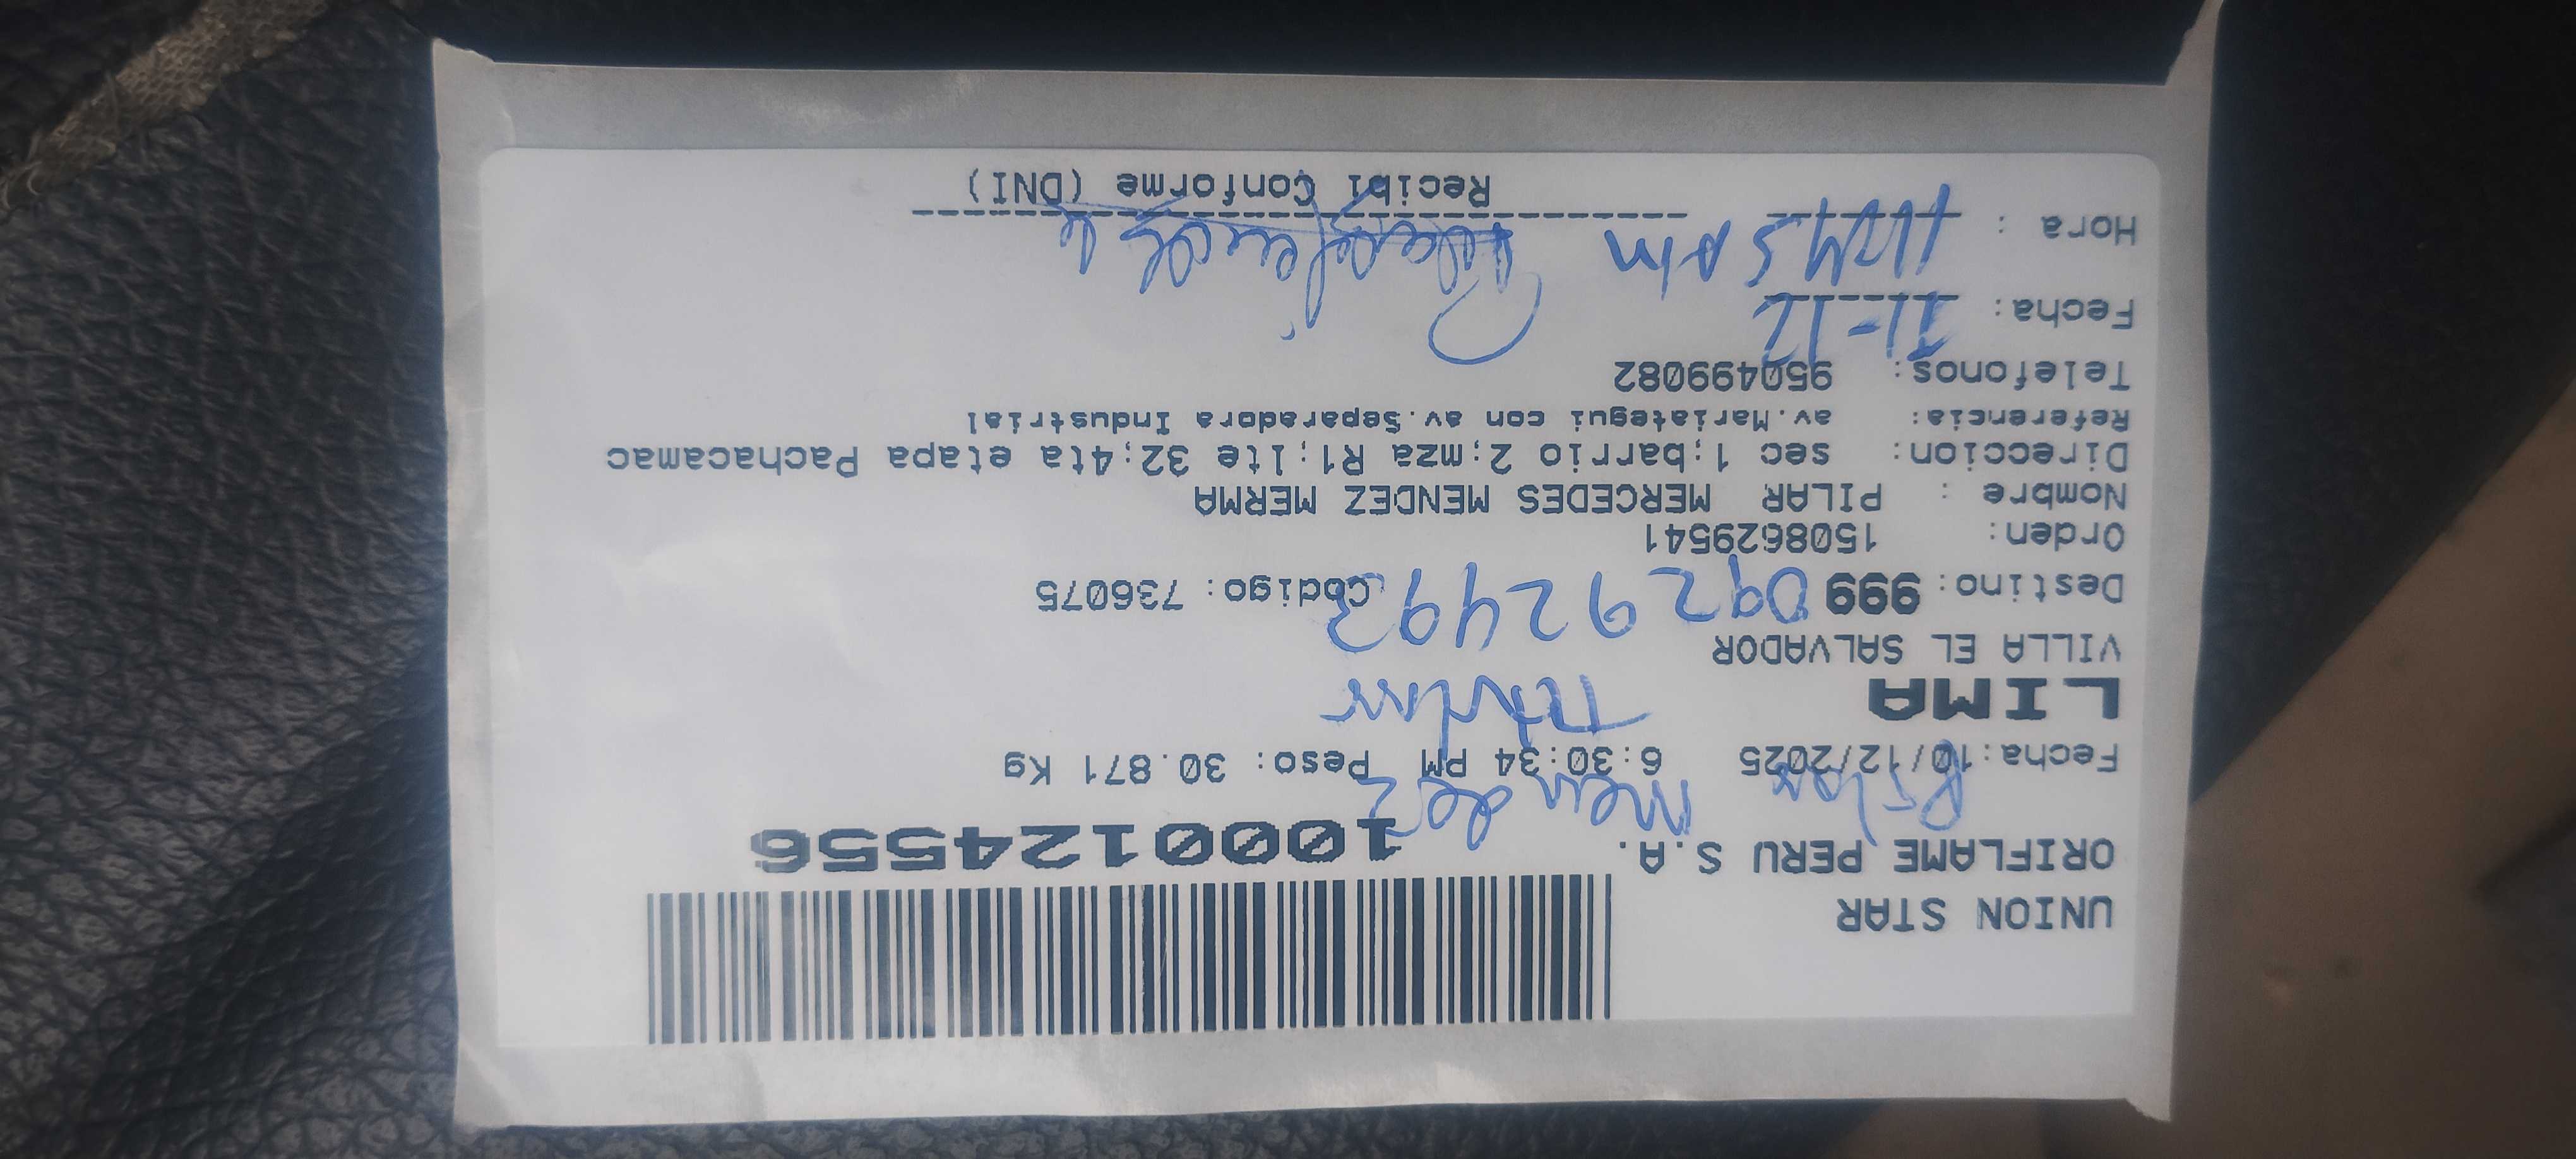 UNION STAR
ORIFLAME PERU S.A.
1000124556
Pilar Mendez
Fecha: 10/12/2025 6:30:34 PM Peso: 30.871 Kg
Titular
LIMA
VILLA EL SALVADOR
09292493
Destino: 999 Codigo: 736075
Orden: 1508629541
Nombre : PILAR MERCEDES MENDEZ MERMA
Direccion: sec 1;barrio 2;mza R1;lte 32;4ta etapa Pachacamac
Referencia: av.Mariategui con av.Separadora Industrial
Telefonos: 950499082
Fecha: 11-12
Hora : 11:45 AM
Recibi Conforme (DNI)